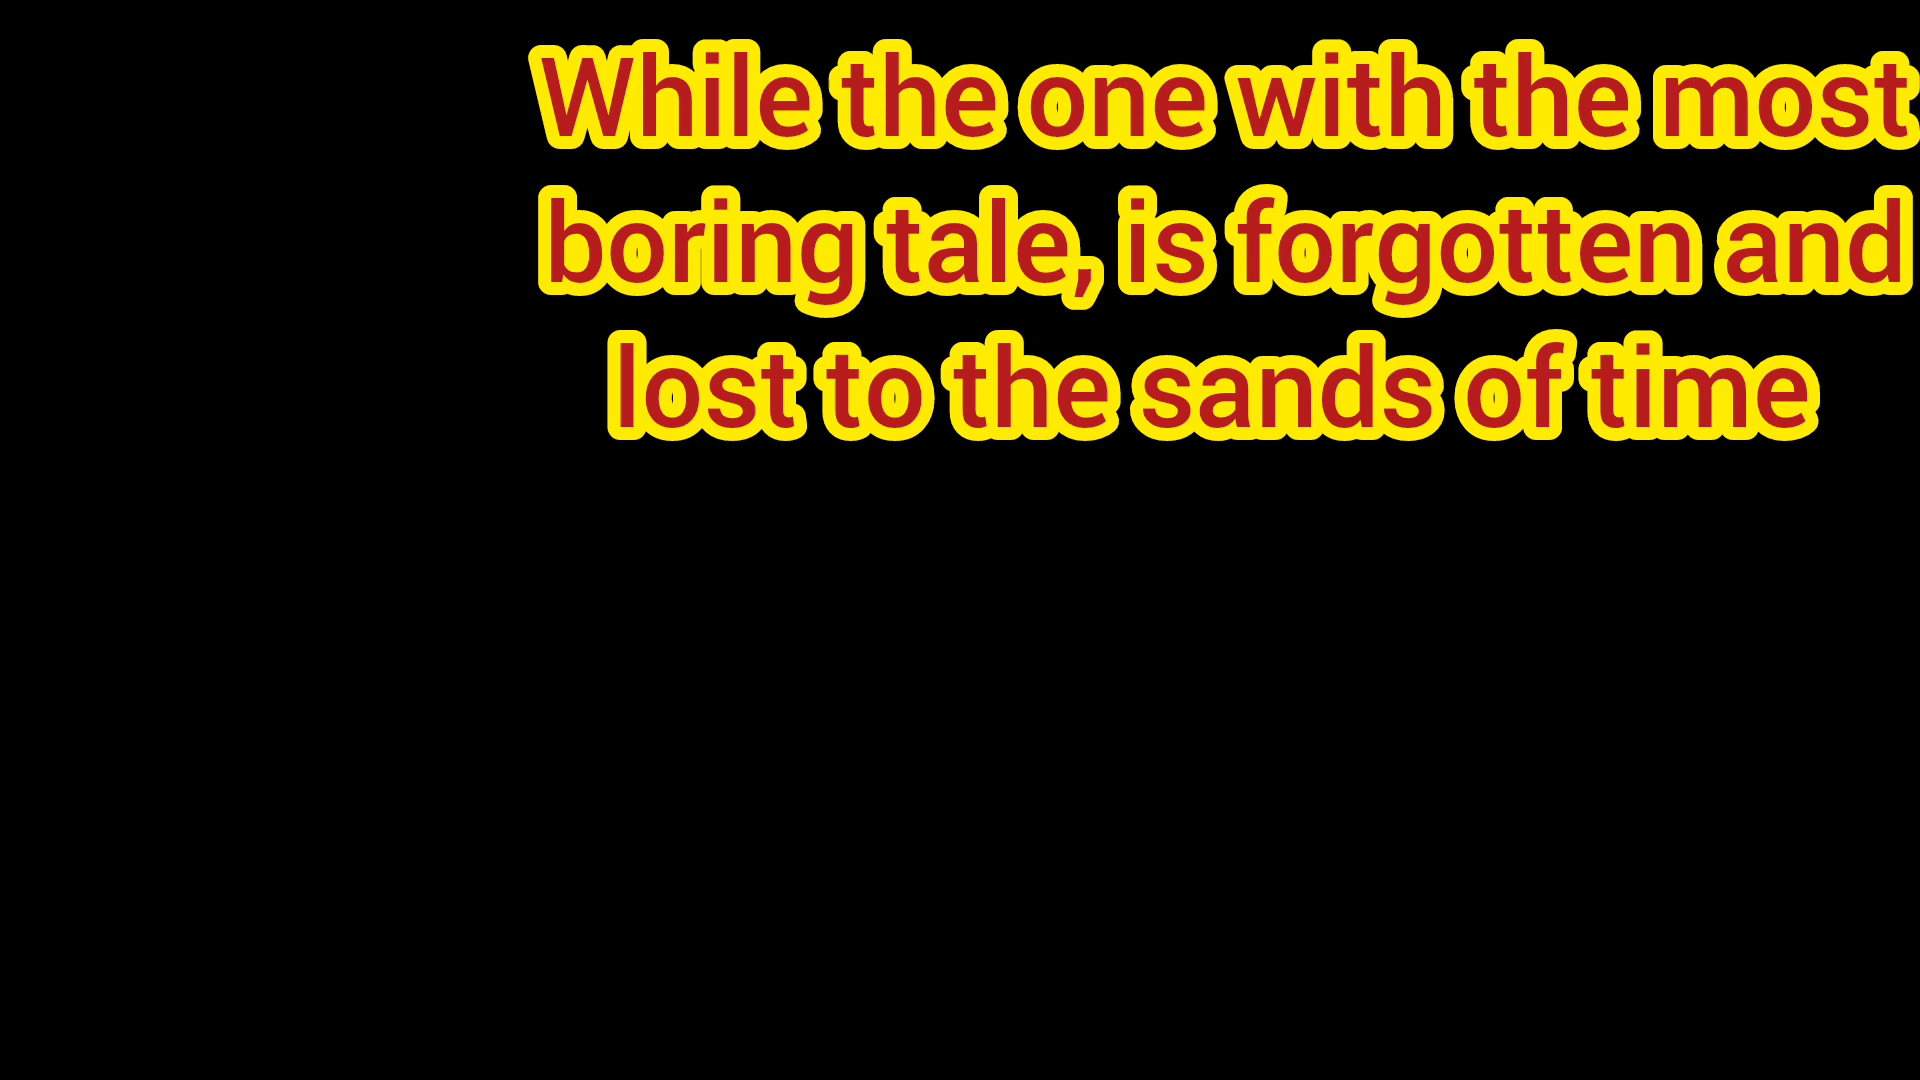 While the one with the most
boring tale, is forgotten and
lost to the sands of time